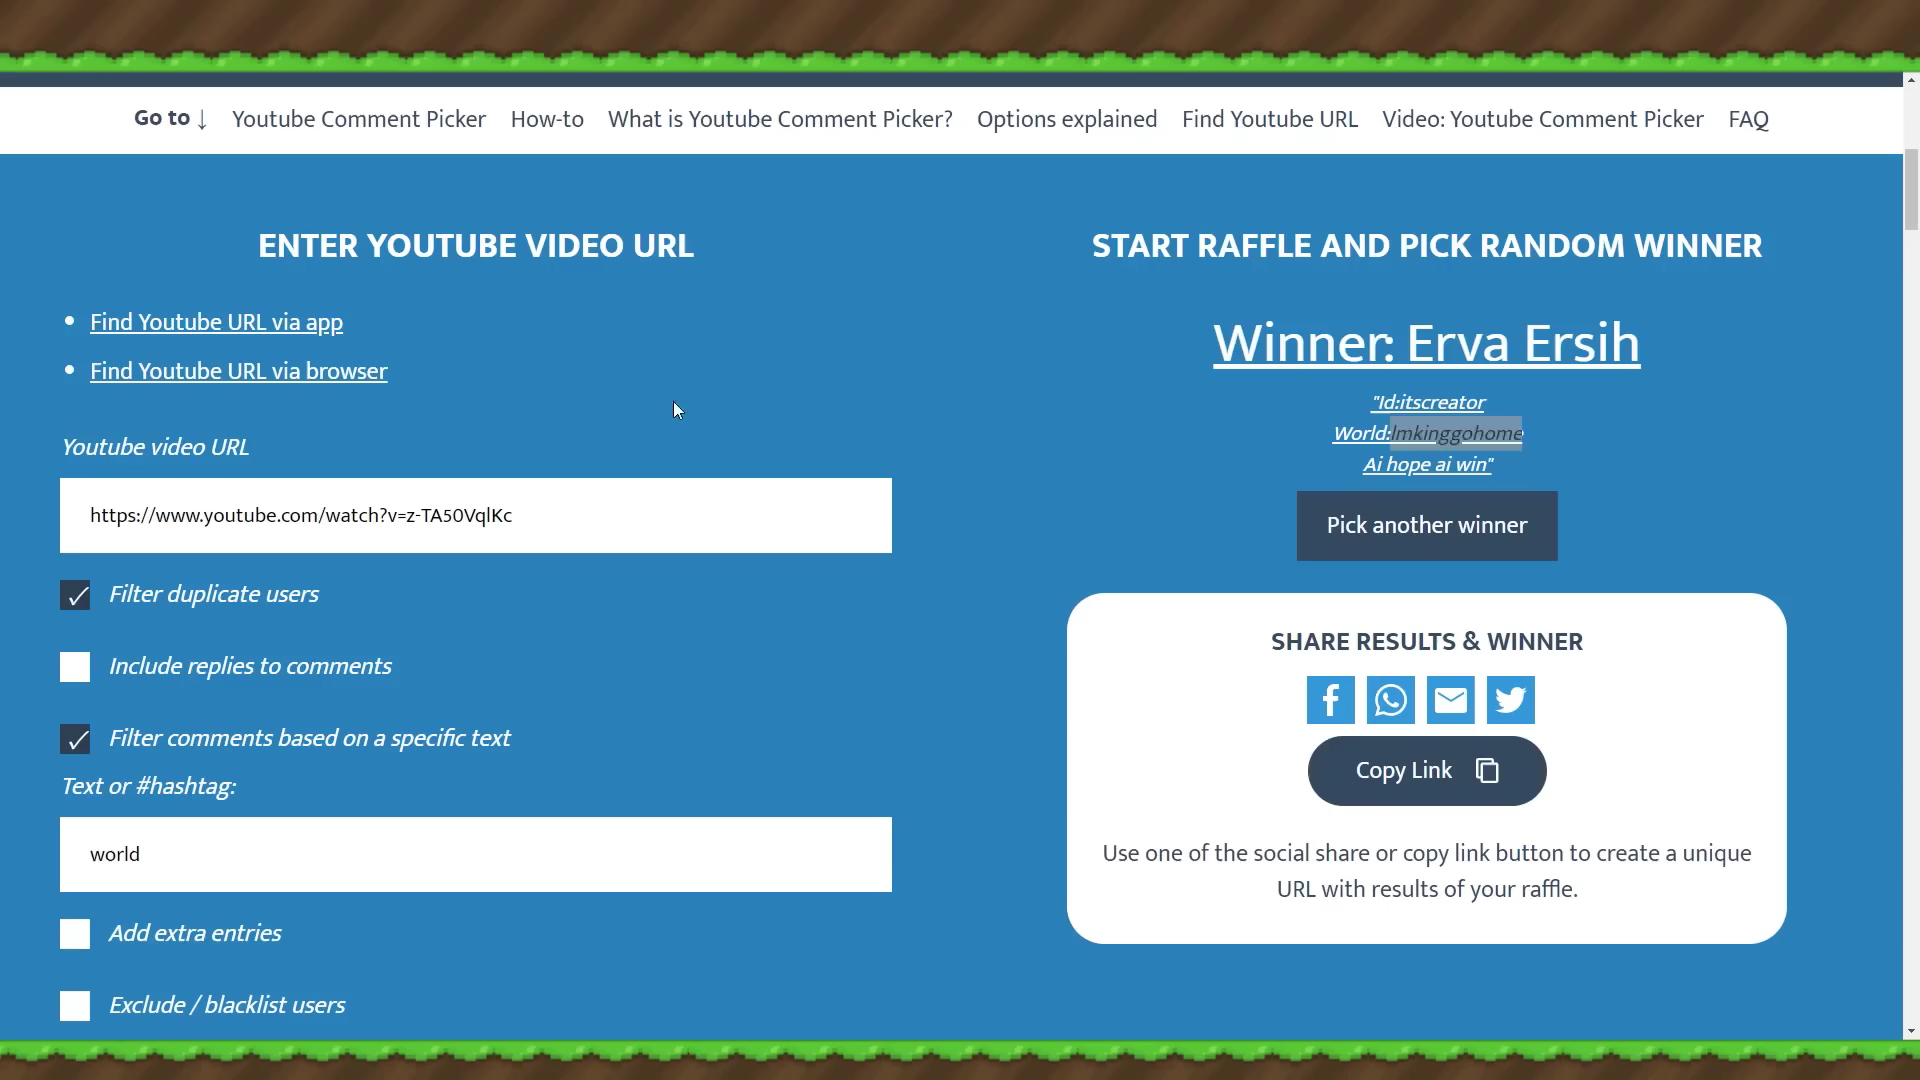 Go to ↓ Youtube Comment Picker How-to What is Youtube Comment Picker? Options explained Find Youtube URL Video: Youtube Comment Picker FAQ
ENTER YOUTUBE VIDEO URL
Find Youtube URL via app
Find Youtube URL via browser
Youtube video URL
https://www.youtube.com/watch?v=z-TA50VqlKc
Filter duplicate users
Include replies to comments
Filter comments based on a specific text
Text or #hashtag:
world
Add extra entries
Exclude / blacklist users
START RAFFLE AND PICK RANDOM WINNER
Winner: Erva Ersih
"Id:itscreator
World:lmkinggohome
Ai hope ai win"
Pick another winner
SHARE RESULTS & WINNER
Copy Link
Use one of the social share or copy link button to create a unique
URL with results of your raffle.